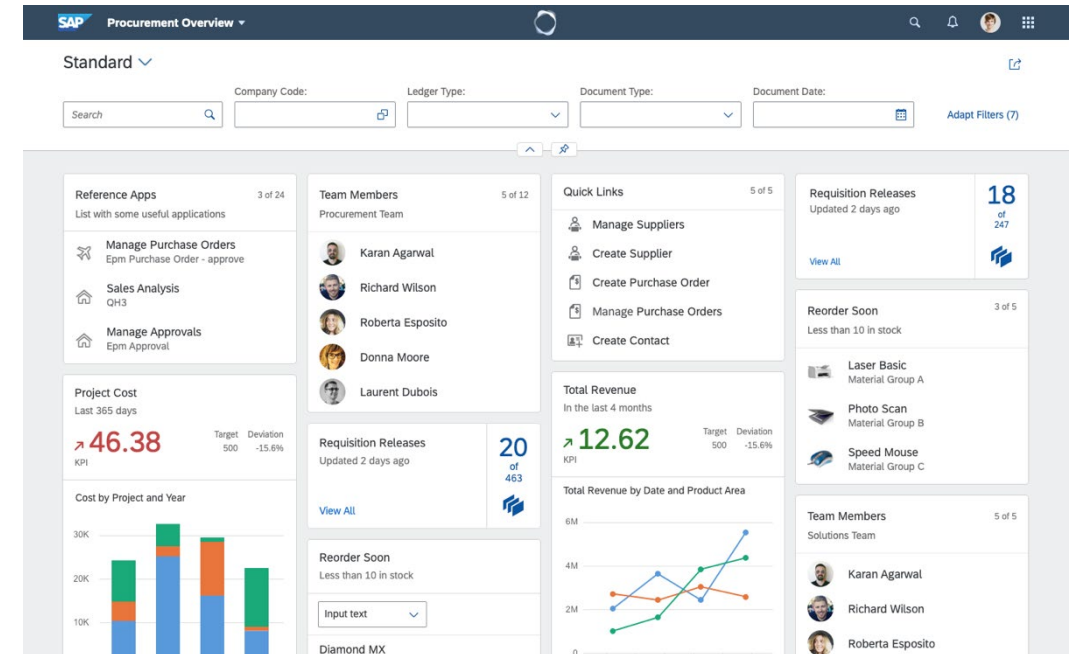 SAP Procurement Overview
Standard
Company Code:
Ledger Type:
Document Type:
Document Date:
Search
Adapt Filters (7)
Reference Apps 3 of 24
List with some useful applications
Manage Purchase Orders
Epm Purchase Order - approve
Sales Analysis
QH3
Manage Approvals
Epm Approval
Project Cost
Last 365 days
46.38
KPI
Target Deviation
500 -15.6%
Cost by Project and Year
30K
20K
10K
Team Members 5 of 12
Procurement Team
Karan Agarwal
Richard Wilson
Roberta Esposito
Donna Moore
Laurent Dubois
Requisition Releases
Updated 2 days ago
View All
20
of
463
Reorder Soon
Less than 10 in stock
Input text
Diamond MX
Quick Links 5 of 5
Manage Suppliers
Create Supplier
Create Purchase Order
Manage Purchase Orders
Create Contact
Total Revenue
In the last 4 months
12.62
KPI
Target Deviation
500 -15.6%
Total Revenue by Date and Product Area
6M
4M
2M
0
Requisition Releases
Updated 2 days ago
View All
18
of
247
Reorder Soon 3 of 5
Less than 10 in stock
Laser Basic
Material Group A
Photo Scan
Material Group B
Speed Mouse
Material Group C
Team Members 5 of 5
Solutions Team
Karan Agarwal
Richard Wilson
Roberta Esposito